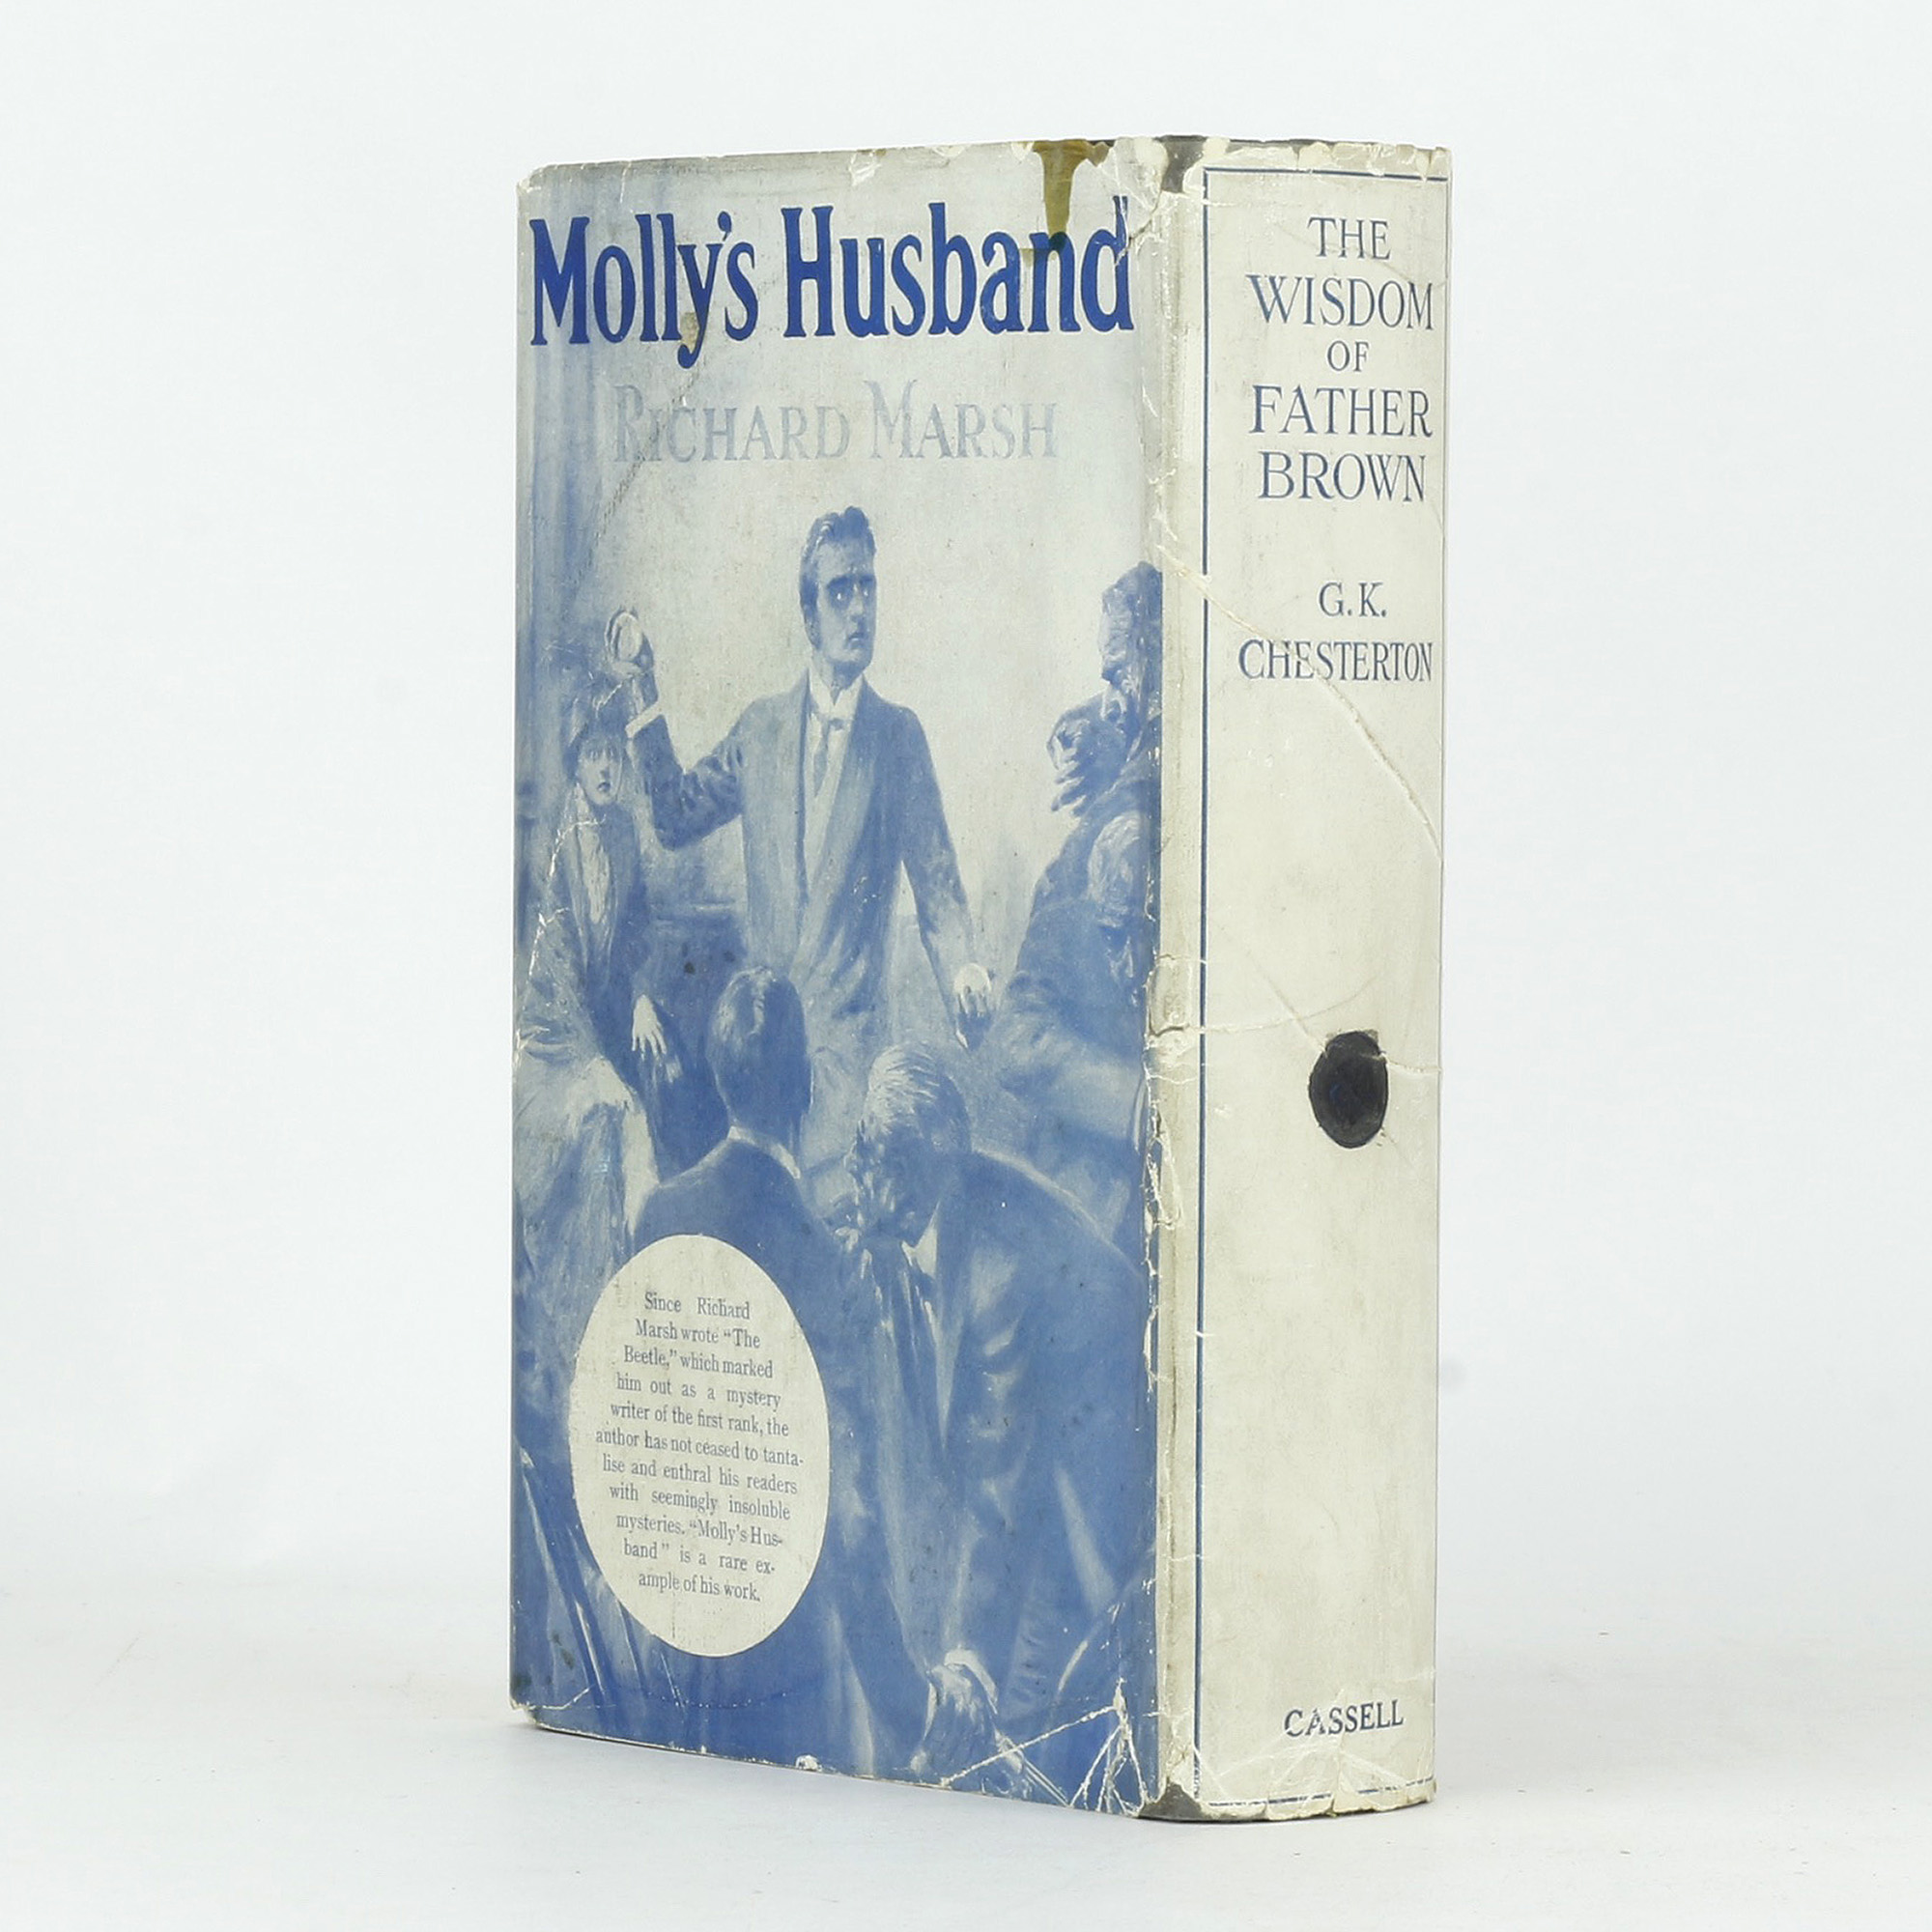 Molly's Husband
RICHARD MARSH
Since Richard
Marsh wrote “The
Beetle,” which marked
him out as a mystery
writer of the first rank, the
author has not ceased to tanta-
lise and enthral his readers
with seemingly insoluble
mysteries. “Molly's Hus-
band” is a rare ex-
ample of his work.
THE
WISDOM
OF
FATHER
BROWN
G. K.
CHESTERTON
CASSELL